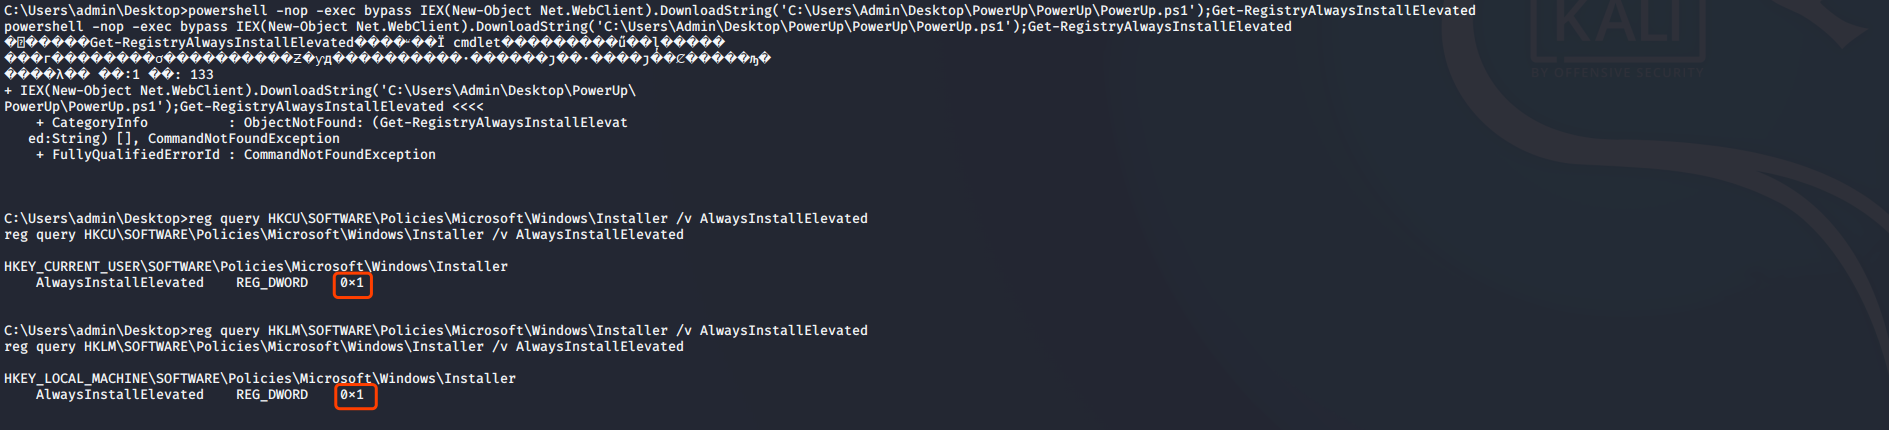 C:\Users\admin\Desktop>powershell -nop -exec bypass IEX(New-Object Net.WebClient).DownloadString('C:\Users\Admin\Desktop\PowerUp\PowerUp\PowerUp.ps1');Get-RegistryAlwaysInstallElevated
powershell -nop -exec bypass IEX(New-Object Net.WebClient).DownloadString('C:\Users\Admin\Desktop\PowerUp\PowerUp\PowerUp.ps1');Get-RegistryAlwaysInstallElevated
Get-RegistryAlwaysInstallElevated cmdlet
:1 : 133
+ IEX(New-Object Net.WebClient).DownloadString('C:\Users\Admin\Desktop\PowerUp\
PowerUp\PowerUp.ps1');Get-RegistryAlwaysInstallElevated <<<<
    + CategoryInfo          : ObjectNotFound: (Get-RegistryAlwaysInstallElevat
   ed:String) [], CommandNotFoundException
    + FullyQualifiedErrorId : CommandNotFoundException
C:\Users\admin\Desktop>reg query HKCU\SOFTWARE\Policies\Microsoft\Windows\Installer /v AlwaysInstallElevated
reg query HKCU\SOFTWARE\Policies\Microsoft\Windows\Installer /v AlwaysInstallElevated
HKEY_CURRENT_USER\SOFTWARE\Policies\Microsoft\Windows\Installer
    AlwaysInstallElevated    REG_DWORD    0×1
C:\Users\admin\Desktop>reg query HKLM\SOFTWARE\Policies\Microsoft\Windows\Installer /v AlwaysInstallElevated
reg query HKLM\SOFTWARE\Policies\Microsoft\Windows\Installer /v AlwaysInstallElevated
HKEY_LOCAL_MACHINE\SOFTWARE\Policies\Microsoft\Windows\Installer
    AlwaysInstallElevated    REG_DWORD    0×1
KALI
BY OFFENSIVE SECURITY